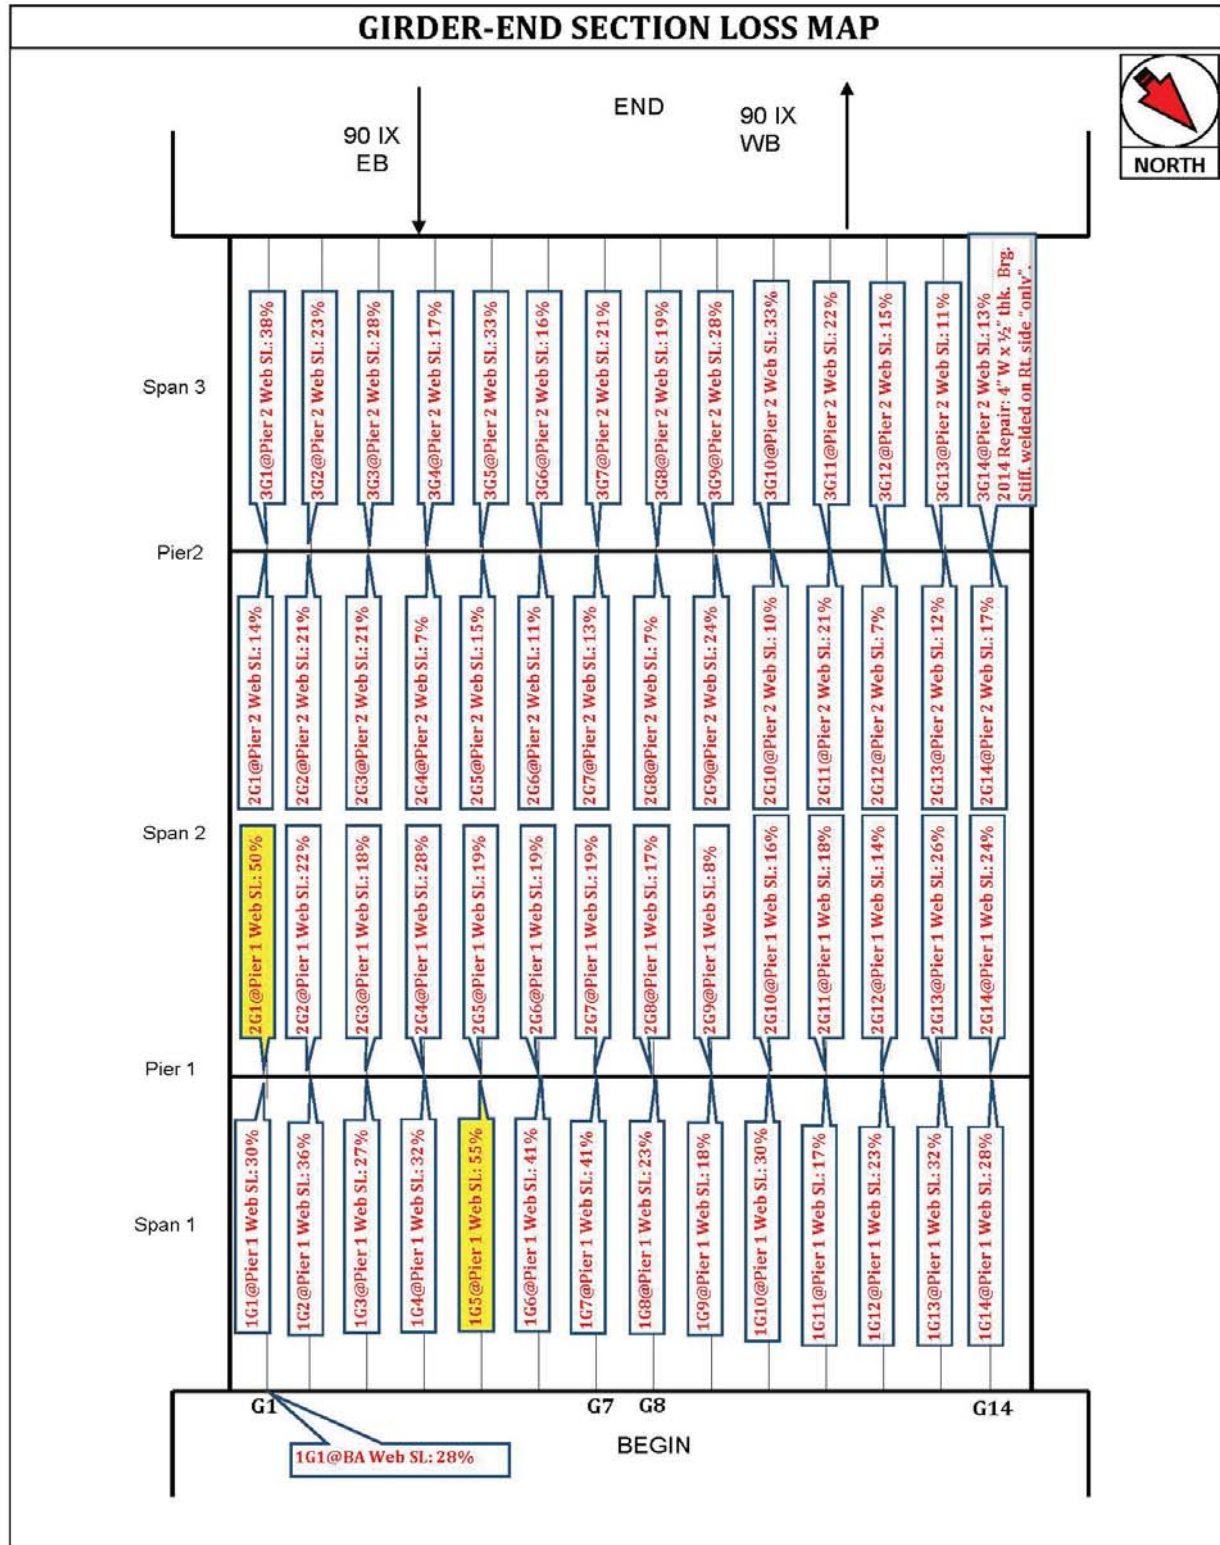 GIRDER-END SECTION LOSS MAP
END
90 IX
EB
90 IX
WB
NORTH
3G1@Pier 2 Web SL: 38%
3G2@Pier 2 Web SL: 23%
3G3@Pier 2 Web SL: 28%
3G4@Pier 2 Web SL: 17%
3G5@Pier 2 Web SL: 33%
3G6@Pier 2 Web SL: 16%
3G7@Pier 2 Web SL: 21%
3G8@Pier 2 Web SL: 19%
3G9@Pier 2 Web SL: 28%
3G10@Pier 2 Web SL: 33%
3G11@Pier 2 Web SL: 22%
3G12@Pier 2 Web SL: 15%
3G13@Pier 2 Web SL: 11%
3G14@Pier 2 Web SL: 13%
2014 Repair: 4" W x ½" thk. Brg.
Stiff. welded on Rt. side "only".
Span 3
Pier2
2G1@Pier 2 Web SL: 14%
2G2@Pier 2 Web SL: 21%
2G3@Pier 2 Web SL: 21%
2G4@Pier 2 Web SL: 7%
2G5@Pier 2 Web SL: 15%
2G6@Pier 2 Web SL: 11%
2G7@Pier 2 Web SL: 13%
2G8@Pier 2 Web SL: 7%
2G9@Pier 2 Web SL: 24%
2G10@Pier 2 Web SL: 10%
2G11@Pier 2 Web SL: 21%
2G12@Pier 2 Web SL: 7%
2G13@Pier 2 Web SL: 12%
2G14@Pier 2 Web SL: 17%
Span 2
2G1@Pier 1 Web SL: 50%
2G2@Pier 1 Web SL: 22%
2G3@Pier 1 Web SL: 18%
2G4@Pier 1 Web SL: 28%
2G5@Pier 1 Web SL: 19%
2G6@Pier 1 Web SL: 19%
2G7@Pier 1 Web SL: 19%
2G8@Pier 1 Web SL: 17%
2G9@Pier 1 Web SL: 8%
2G10@Pier 1 Web SL: 16%
2G11@Pier 1 Web SL: 18%
2G12@Pier 1 Web SL: 14%
2G13@Pier 1 Web SL: 26%
2G14@Pier 1 Web SL: 24%
Pier 1
1G1@Pier 1 Web SL: 30%
1G2@Pier 1 Web SL: 36%
1G3@Pier 1 Web SL: 27%
1G4@Pier 1 Web SL: 32%
1G5@Pier 1 Web SL: 55%
1G6@Pier 1 Web SL: 41%
1G7@Pier 1 Web SL: 41%
1G8@Pier 1 Web SL: 23%
1G9@Pier 1 Web SL: 18%
1G10@Pier 1 Web SL: 30%
1G11@Pier 1 Web SL: 17%
1G12@Pier 1 Web SL: 23%
1G13@Pier 1 Web SL: 32%
1G14@Pier 1 Web SL: 28%
Span 1
G1
G7
G8
G14
BEGIN
1G1@BA Web SL: 28%